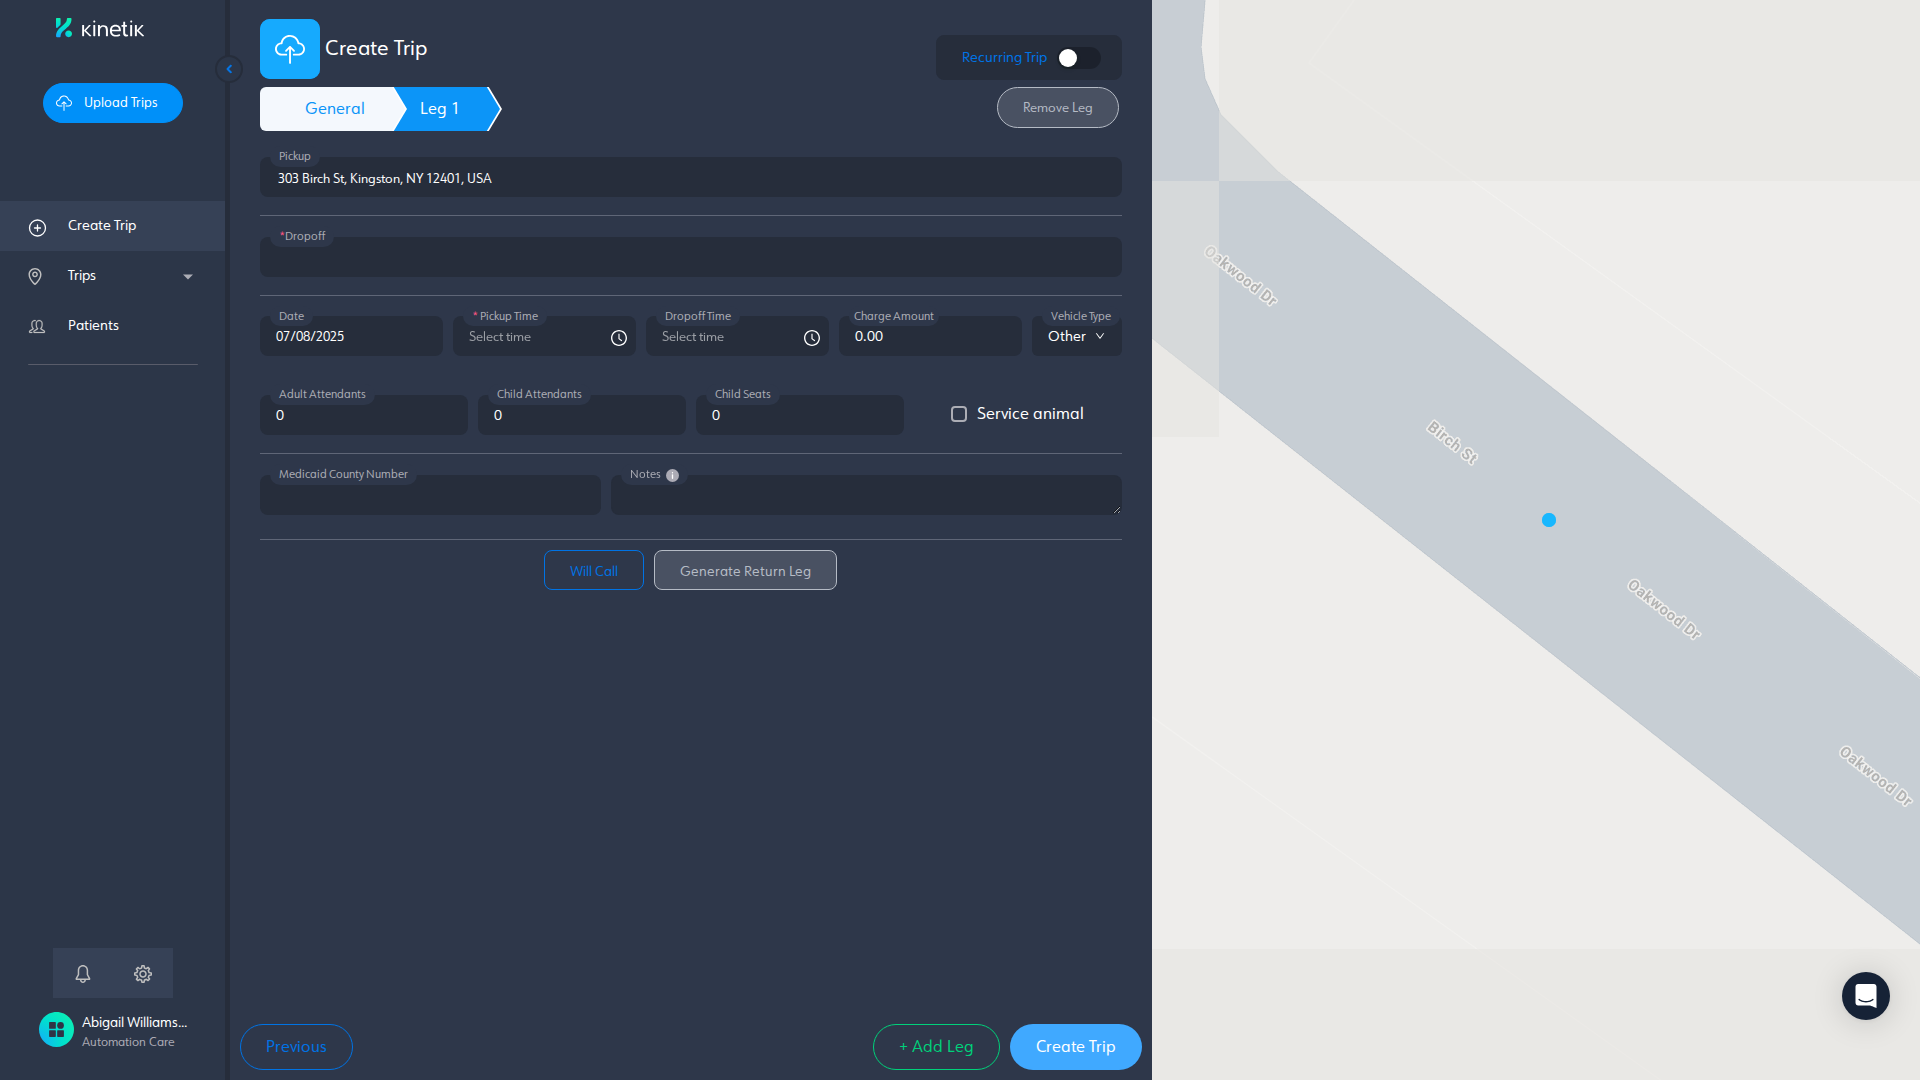 kinetik
Upload Trips
Create Trip
Trips
Patients
Abigail Williams...
Automation Care
Create Trip
Recurring Trip
General
Leg 1
Remove Leg
Pickup
303 Birch St, Kingston, NY 12401, USA
*Dropoff
Date
07/08/2025
* Pickup Time
Select time
Dropoff Time
Select time
Charge Amount
0.00
Vehicle Type
Other
Adult Attendants
0
Child Attendants
0
Child Seats
0
Service animal
Medicaid County Number
Notes
Will Call
Generate Return Leg
Previous
+ Add Leg
Create Trip
Oakwood Dr
Birch St
Oakwood Dr
Oakwood Dr